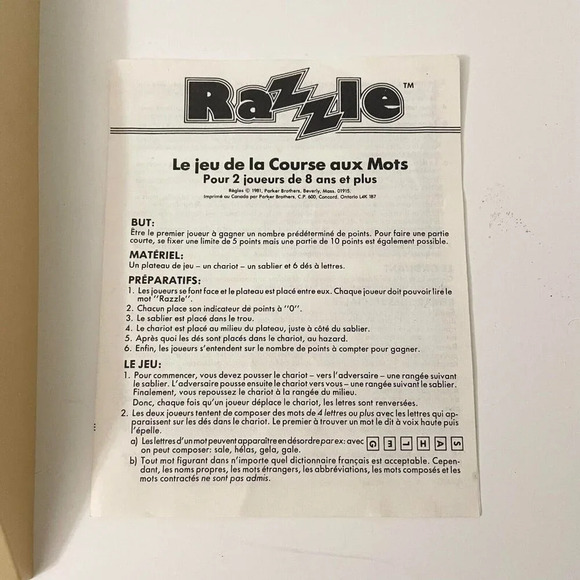 Razzle™
Le jeu de la Course aux Mots
Pour 2 joueurs de 8 ans et plus
Règles © 1981, Parker Brothers, Beverly, Mass. 01915.
Imprimé au Canada par Parker Brothers, C.P. 600, Concord, Ontario L4K 1B7
BUT:
Être le premier joueur à gagner un nombre prédéterminé de points. Pour faire une partie
courte, se fixer une limite de 5 points mais une partie de 10 points est également possible.
MATÉRIEL:
Un plateau de jeu – un chariot – un sablier et 6 dés à lettres.
PRÉPARATIFS:
1. Les joueurs se font face et le plateau est placé entre eux. Chaque joueur doit pouvoir lire le
mot "Razzle".
2. Chacun place son indicateur de points à "0".
3. Le sablier est placé dans le trou.
4. Le chariot est placé au milieu du plateau, juste à côté du sablier.
5. Après quoi les dés sont placés dans le chariot, au hasard.
6. Enfin, les joueurs s'entendent sur le nombre de points à compter pour gagner.
LE JEU:
1. Pour commencer, vous devez pousser le chariot – vers l'adversaire – une rangée suivant
le sablier. L'adversaire pousse ensuite le chariot vers vous – une rangée suivant le sablier.
Finalement, vous repoussez le chariot à la rangée du milieu.
Donc, chaque fois qu'un joueur déplace le chariot, les lettres sont renversées.
2. Les deux joueurs tentent de composer des mots de 4 lettres ou plus avec les lettres qui ap-
paraissent sur les dés dans le chariot. Le premier à trouver un mot le dit à voix haute puis
l'épelle.
a) Les lettres d'un mot peuvent apparaître en désordre par ex: avec G E L H A S
on peut composer: sale, hélas, gela, gale.
b) Tout mot figurant dans n'importe quel dictionnaire français est acceptable. Cepen-
dant, les noms propres, les mots étrangers, les abbréviations, les mots composés et les
mots contractés ne sont pas admis.